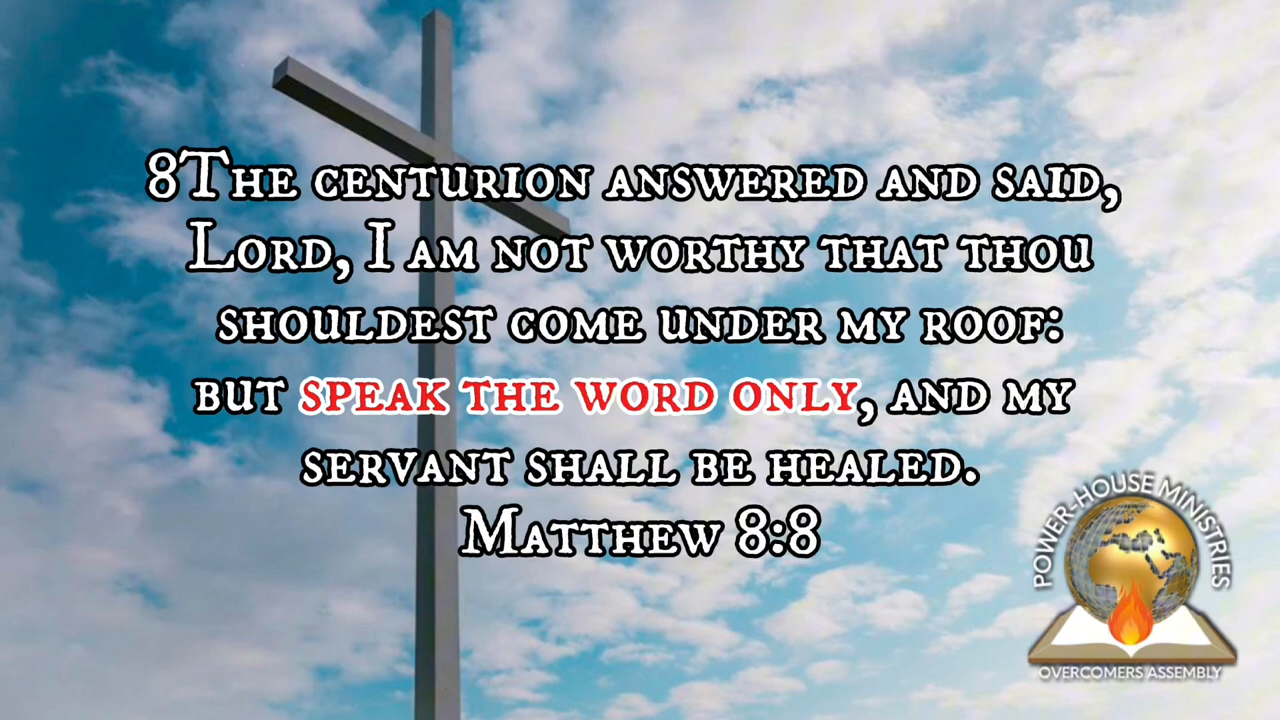 8The centurion answered and said,
Lord, I am not worthy that thou
shouldest come under my roof:
but speak the word only, and my
servant shall be healed.
Matthew 8:8
POWER-HOUSE MINISTRIES
OVERCOMERS ASSEMBLY